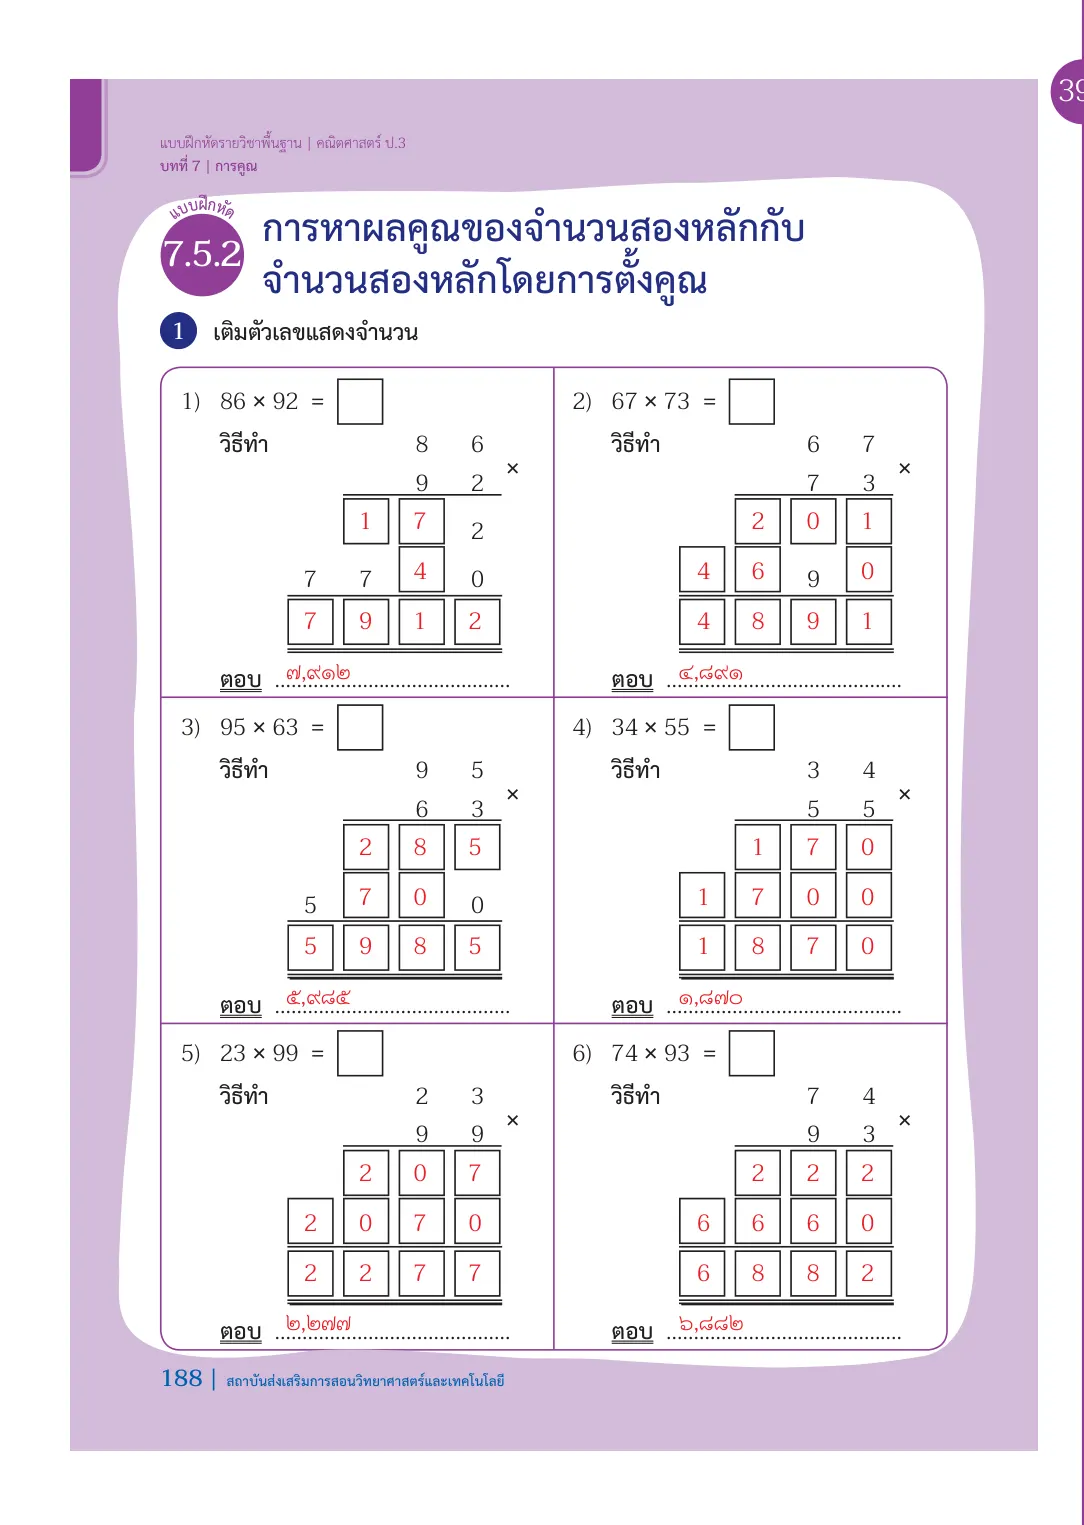 39
แบบฝึกหัดรายวิชาพื้นฐาน | คณิตศาสตร์ ป.3
บทที่ 7 | การคูณ
แบบฝึกหัด
7.5.2
การหาผลคูณของจำนวนสองหลักกับ
จำนวนสองหลักโดยการตั้งคูณ
1 เติมตัวเลขแสดงจำนวน
1) 86 × 92 =
วิธีทำ 8 6
×
9 2
1 7 2
7 7 4 0
7 9 1 2
ตอบ ๗,๙๑๒
2) 67 × 73 =
วิธีทำ 6 7
×
7 3
2 0 1
4 6 9 0
4 8 9 1
ตอบ ๔,๘๙๑
3) 95 × 63 =
วิธีทำ 9 5
×
6 3
2 8 5
5 7 0 0
5 9 8 5
ตอบ ๕,๙๘๕
4) 34 × 55 =
วิธีทำ 3 4
×
5 5
1 7 0
1 7 0 0
1 8 7 0
ตอบ ๑,๘๗๐
5) 23 × 99 =
วิธีทำ 2 3
×
9 9
2 0 7
2 0 7 0
2 2 7 7
ตอบ ๒,๒๗๗
6) 74 × 93 =
วิธีทำ 7 4
×
9 3
2 2 2
6 6 6 0
6 8 8 2
ตอบ ๖,๘๘๒
188 | สถาบันส่งเสริมการสอนวิทยาศาสตร์และเทคโนโลยี